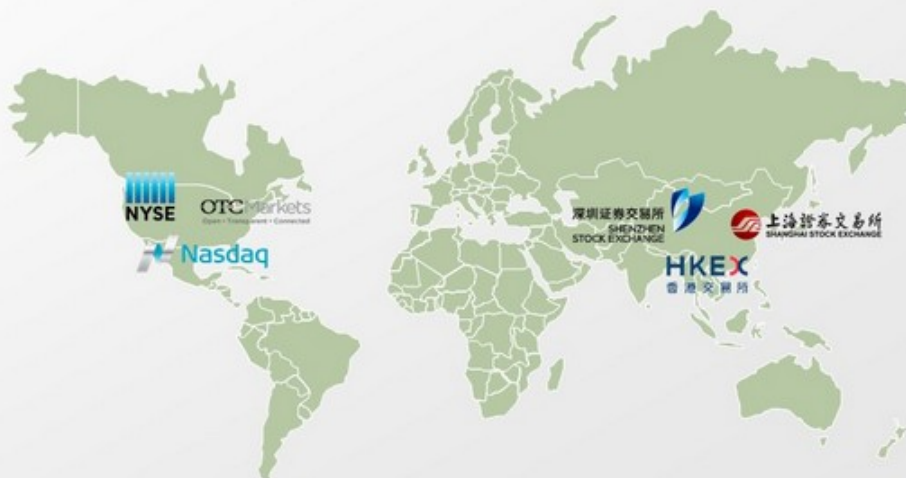 NYSE
OTC Markets
Open • Transparent • Connected
Nasdaq
深圳证券交易所
SHENZHEN
STOCK EXCHANGE
上海證券交易所
SHANGHAI STOCK EXCHANGE
HKEX
香港交易所